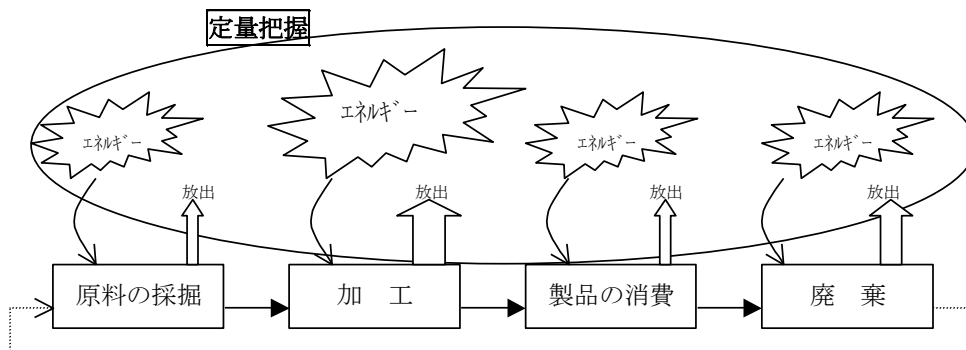 定量把握
ｴﾈﾙｷﾞｰ
ｴﾈﾙｷﾞｰ
ｴﾈﾙｷﾞｰ
ｴﾈﾙｷﾞｰ
放出
放出
放出
放出
原料の採掘
加　工
製品の消費
廃　棄